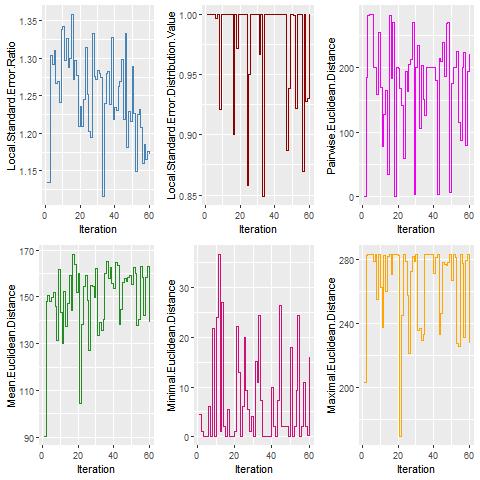 Local.Standard.Error.Ratio
1.35
1.30
1.25
1.20
1.15
0 20 40 60
Iteration
Local.Standard.Error.Distribution.Value
1.00
0.95
0.90
0.85
0 20 40 60
Iteration
Pairwise.Euclidean.Distance
200
100
0
0 20 40 60
Iteration
Mean.Euclidean.Distance
170
150
130
110
90
0 20 40 60
Iteration
Minimal.Euclidean.Distance
30
20
10
0
0 20 40 60
Iteration
Maximal.Euclidean.Distance
280
240
200
0 20 40 60
Iteration